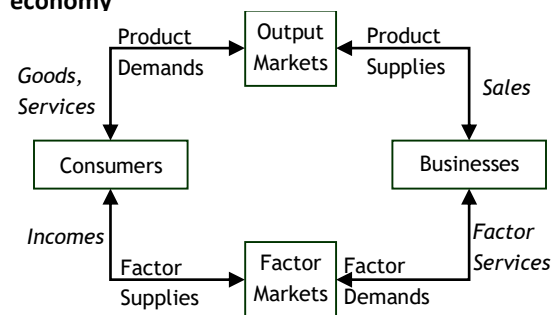 economy
Product
Demands
Output
Markets
Product
Supplies
Goods,
Services
Sales
Consumers
Businesses
Incomes
Factor
Supplies
Factor
Markets
Factor
Demands
Factor
Services